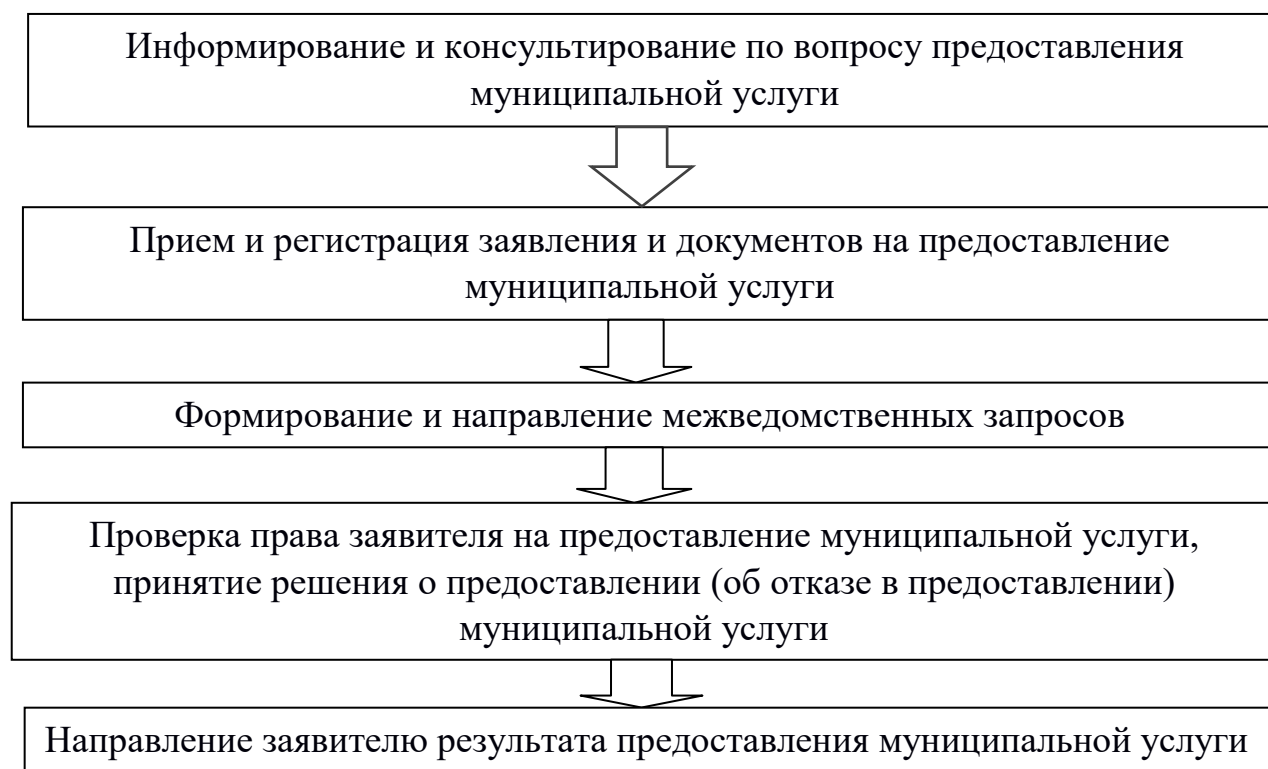 Информирование и консультирование по вопросу предоставления
муниципальной услуги
Прием и регистрация заявления и документов на предоставление
муниципальной услуги
Формирование и направление межведомственных запросов
Проверка права заявителя на предоставление муниципальной услуги,
принятие решения о предоставлении (об отказе в предоставлении)
муниципальной услуги
Направление заявителю результата предоставления муниципальной услуги